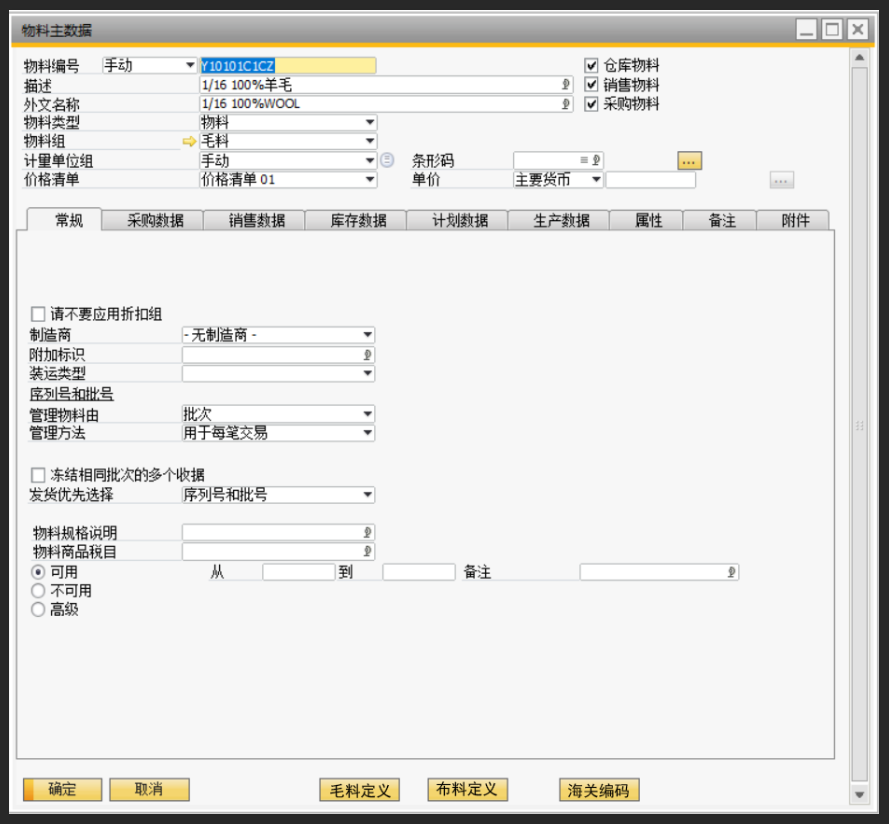 物料主数据
物料编号 手动 Y10101C1CZ 仓库物料
描述 1/16 100%羊毛 销售物料
外文名称 1/16 100%WOOL 采购物料
物料类型 物料
物料组 毛料
计量单位组 手动 条形码 ...
价格清单 价格清单 01 单价 主要货币 ...
常规 采购数据 销售数据 库存数据 计划数据 生产数据 属性 备注 附件
请不要应用折扣组
制造商 - 无制造商 -
附加标识
装运类型
序列号和批号
管理物料由 批次
管理方法 用于每笔交易
冻结相同批次的多个收据
发货优先选择 序列号和批号
物料规格说明
物料商品税目
可用 从 到 备注
不可用
高级
确定 取消 毛料定义 布料定义 海关编码